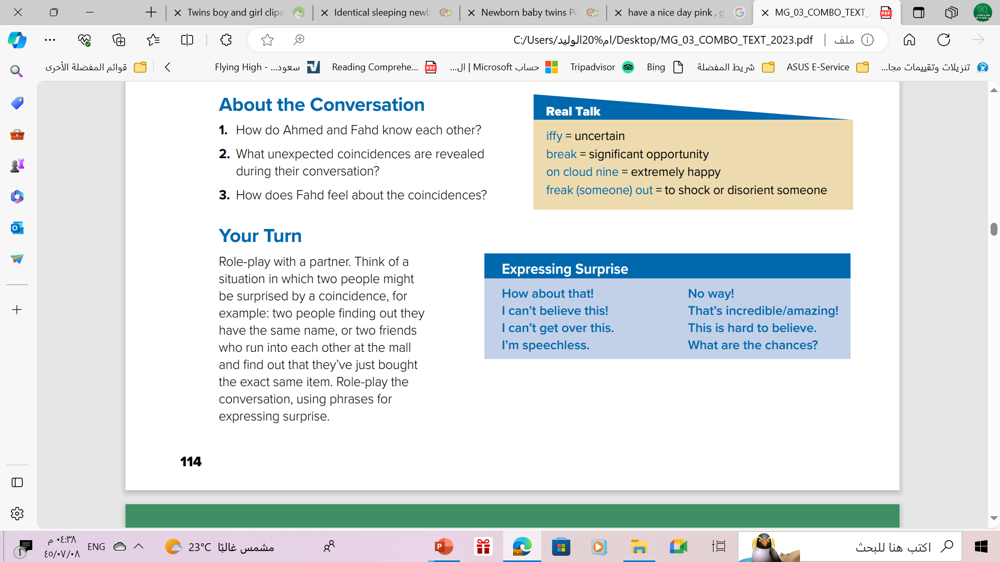 Twins boy and girl clipa
Identical sleeping newb
Newborn baby twins Po
have a nice day pink , g
MG_03_COMBO_TEXT_2
C:/Users/ام%20الوليد/Desktop/MG_03_COMBO_TEXT_2023.pdf
ملف
قوائم المفضلة الأخرى
Flying High - ...سعود
Reading Comprehe...
حساب Microsoft | ال...
Tripadvisor
Bing
شريط المفضلة
ASUS E-Service
تنزيلات وتقييمات مجا...
About the Conversation
1. How do Ahmed and Fahd know each other?
2. What unexpected coincidences are revealed
during their conversation?
3. How does Fahd feel about the coincidences?
Real Talk
iffy = uncertain
break = significant opportunity
on cloud nine = extremely happy
freak (someone) out = to shock or disorient someone
Your Turn
Role-play with a partner. Think of a
situation in which two people might
be surprised by a coincidence, for
example: two people finding out they
have the same name, or two friends
who run into each other at the mall
and find out that they’ve just bought
the exact same item. Role-play the
conversation, using phrases for
expressing surprise.
Expressing Surprise
How about that!
I can’t believe this!
I can’t get over this.
I’m speechless.
No way!
That’s incredible/amazing!
This is hard to believe.
What are the chances?
114
٠٤:٣٨ م
٤٥/٠٧/٠٨
ENG
23°C مشمس غالبًا
اكتب هنا للبحث